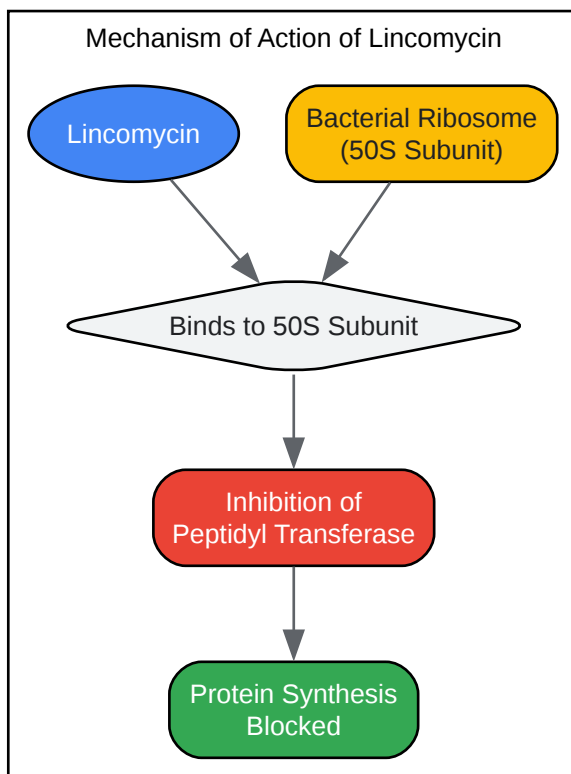 Mechanism of Action of Lincomycin
Lincomycin
Bacterial Ribosome
(50S Subunit)
Binds to 50S Subunit
Inhibition of
Peptidyl Transferase
Protein Synthesis
Blocked